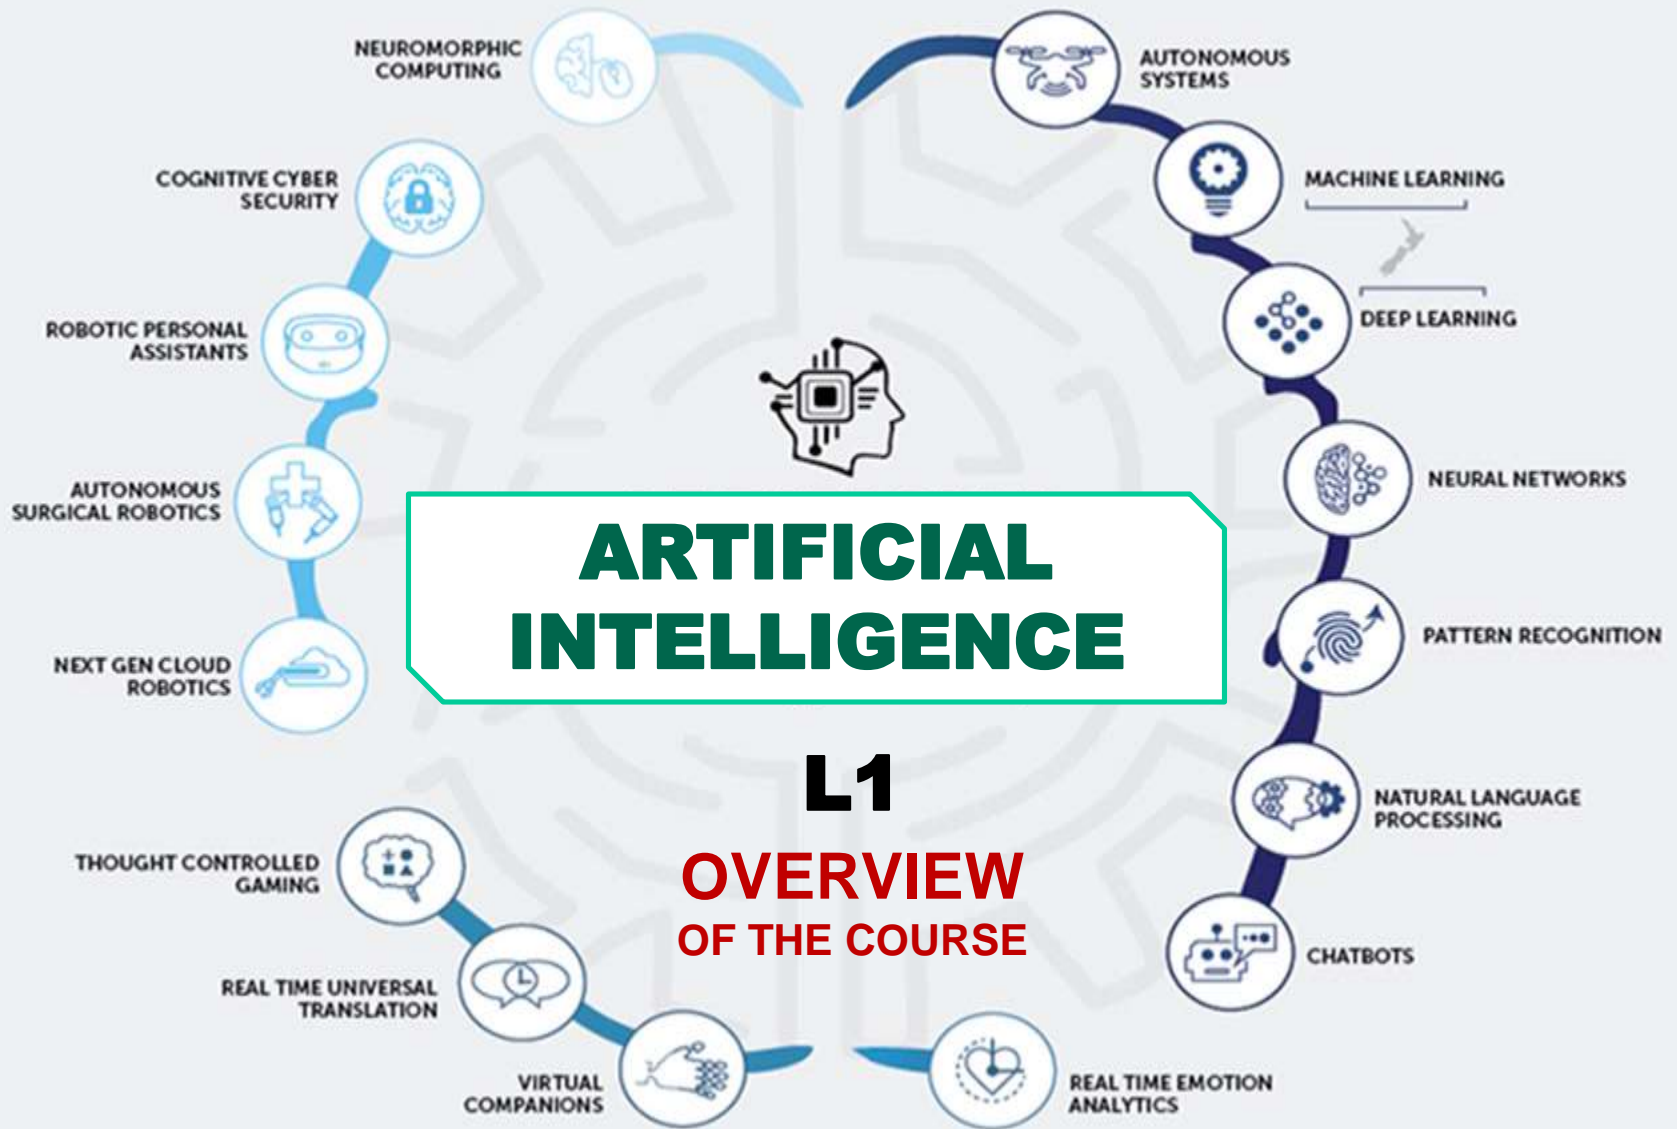 NEUROMORPHIC
COMPUTING
AUTONOMOUS
SYSTEMS
COGNITIVE CYBER
SECURITY
MACHINE LEARNING
ROBOTIC PERSONAL
ASSISTANTS
DEEP LEARNING
AUTONOMOUS
SURGICAL ROBOTICS
NEURAL NETWORKS
ARTIFICIAL
INTELLIGENCE
NEXT GEN CLOUD
ROBOTICS
PATTERN RECOGNITION
L1
OVERVIEW
OF THE COURSE
NATURAL LANGUAGE
PROCESSING
THOUGHT CONTROLLED
GAMING
CHATBOTS
REAL TIME UNIVERSAL
TRANSLATION
VIRTUAL
COMPANIONS
REAL TIME EMOTION
ANALYTICS